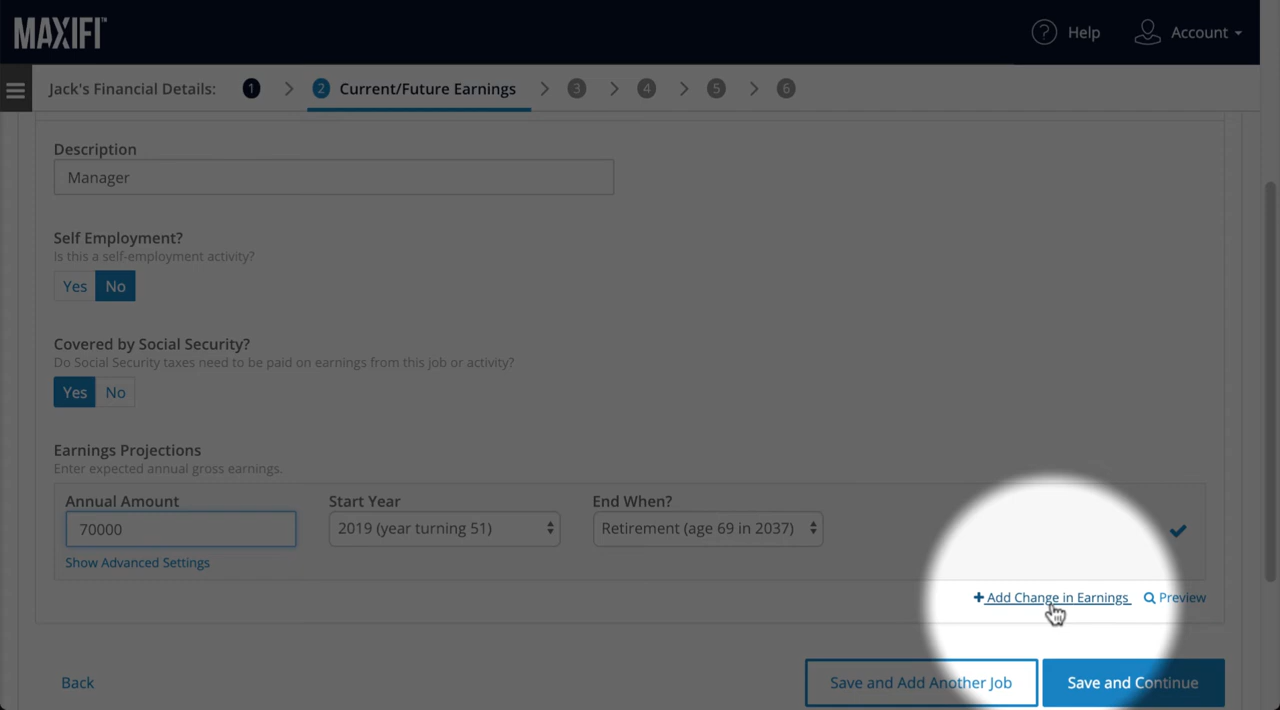 MAXIFI™
? Help Account
Jack's Financial Details: 1 2 Current/Future Earnings 3 4 5 6
Description
Manager
Self Employment?
Is this a self-employment activity?
Yes No
Covered by Social Security?
Do Social Security taxes need to be paid on earnings from this job or activity?
Yes No
Earnings Projections
Enter expected annual gross earnings.
Annual Amount Start Year End When?
70000 2019 (year turning 51) Retirement (age 69 in 2037)
Show Advanced Settings
+ Add Change in Earnings Preview
Back Save and Add Another Job Save and Continue